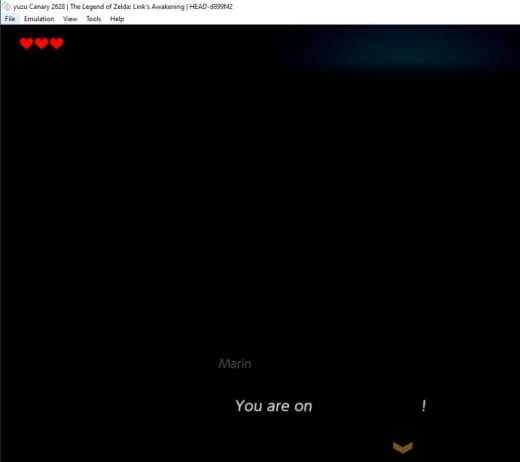 yuzu Canary 2628 | The Legend of Zelda: Link's Awakening | HEAD-d899f42
File Emulation View Tools Help
Marin
You are on !